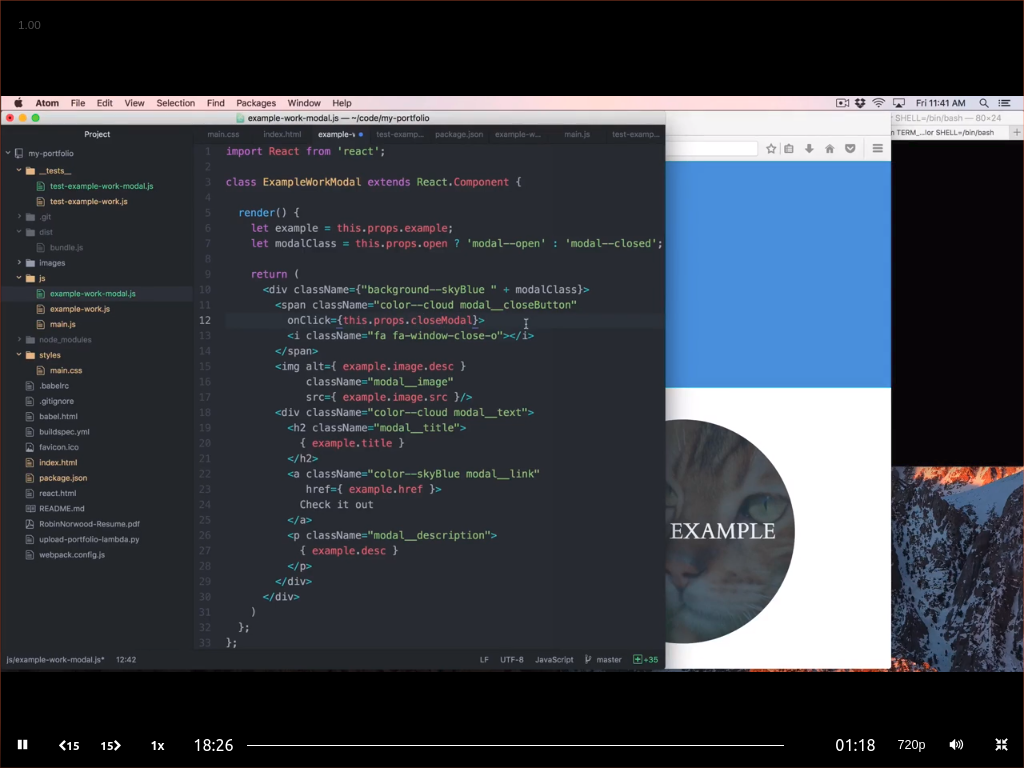 1.00
Atom File Edit View Selection Find Packages Window Help Fri 11:41 AM
example-work-modal.js — ~/code/my-portfolio
SHELL=/bin/bash — 80×24
TERM_...lor SHELL=/bin/bash
Project
main.css index.html example-v test-examp... package.json example-w... main.js test-examp...
my-portfolio
__tests__
test-example-work-modal.js
test-example-work.js
.git
dist
bundle.js
images
js
example-work-modal.js
example-work.js
main.js
node_modules
styles
main.css
.babelrc
.gitignore
babel.html
buildspec.yml
favicon.ico
index.html
package.json
react.html
README.md
RobinNorwood-Resume.pdf
upload-portfolio-lambda.py
webpack.config.js
1 import React from 'react';
2
3 class ExampleWorkModal extends React.Component {
4
5 render() {
6 let example = this.props.example;
7 let modalClass = this.props.open ? 'modal--open' : 'modal--closed';
8
9 return (
10 <div className={"background--skyBlue " + modalClass}>
11 <span className="color--cloud modal__closeButton"
12 onClick={this.props.closeModal}>
13 <i className="fa fa-window-close-o"></i>
14 </span>
15 <img alt={ example.image.desc }
16 className="modal__image"
17 src={ example.image.src }/>
18 <div className="color--cloud modal__text">
19 <h2 className="modal__title">
20 { example.title }
21 </h2>
22 <a className="color--skyBlue modal__link"
23 href={ example.href }>
24 Check it out
25 </a>
26 <p className="modal__description">
27 { example.desc }
28 </p>
29 </div>
30 </div>
31 )
32 };
33 };
EXAMPLE
js/example-work-modal.js* 12:42 LF UTF-8 JavaScript master +35
15 15 1x 18:26 01:18 720p